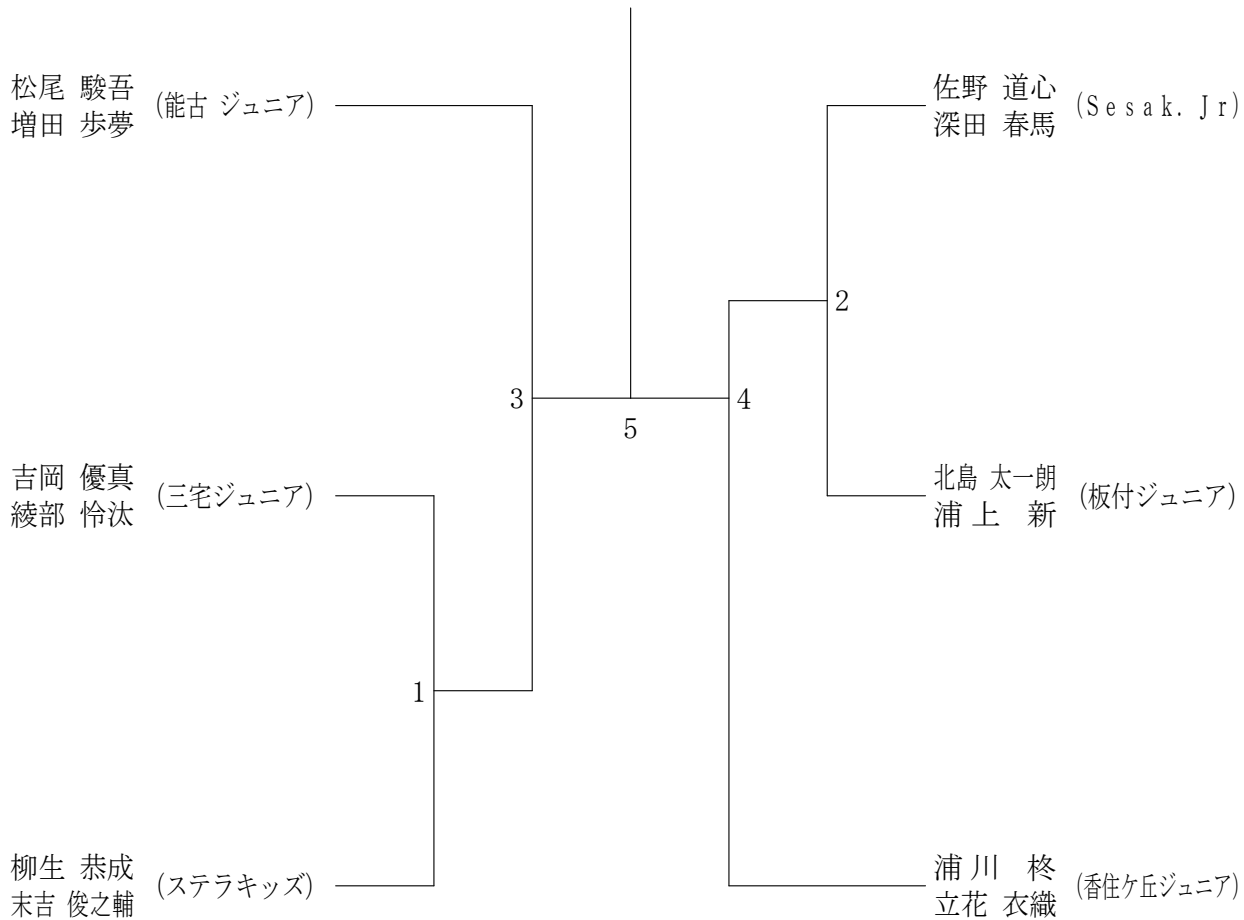 松尾 駿吾
増田 歩夢
(能古 ジュニア)
吉岡 優真
綾部 怜汰
(三宅ジュニア)
柳生 恭成
末吉 俊之輔
(ステラキッズ)
1
3
5
4
2
佐野 道心
深田 春馬
(Sesak. Jr)
北島 太一朗
浦上 新
(板付ジュニア)
浦川 柊
立花 衣織
(香住ケ丘ジュニア)